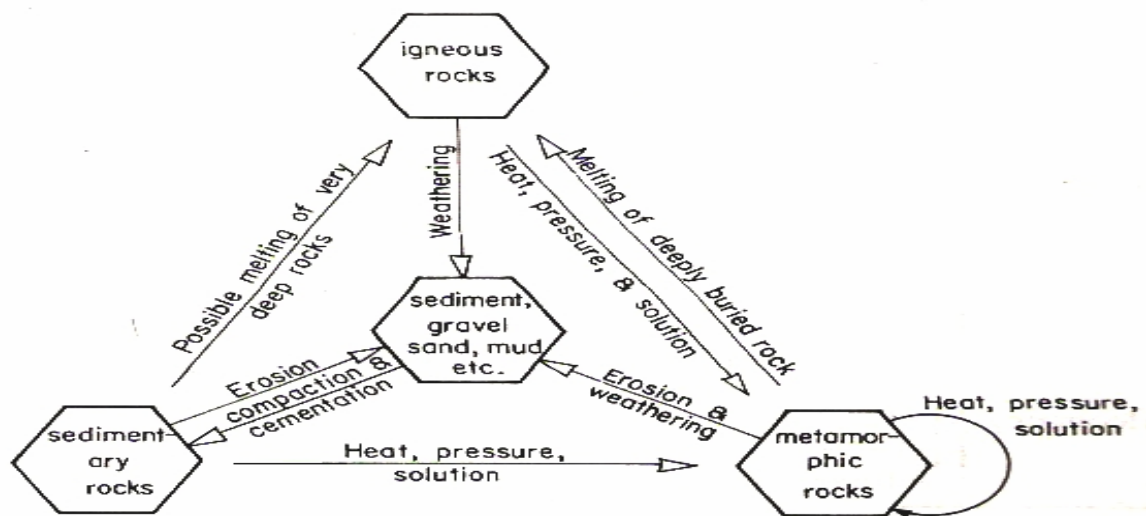 igneous
rocks
Weathering
Possible melting of very
deep rocks
Heat, pressure, & solution
Melting of deeply buried rock
sediment,
gravel
sand, mud
etc.
Erosion
compaction &
cementation
Erosion &
weathering
sediment-
ary
rocks
Heat, pressure,
solution
metamor-
phic
rocks
Heat, pressure,
solution